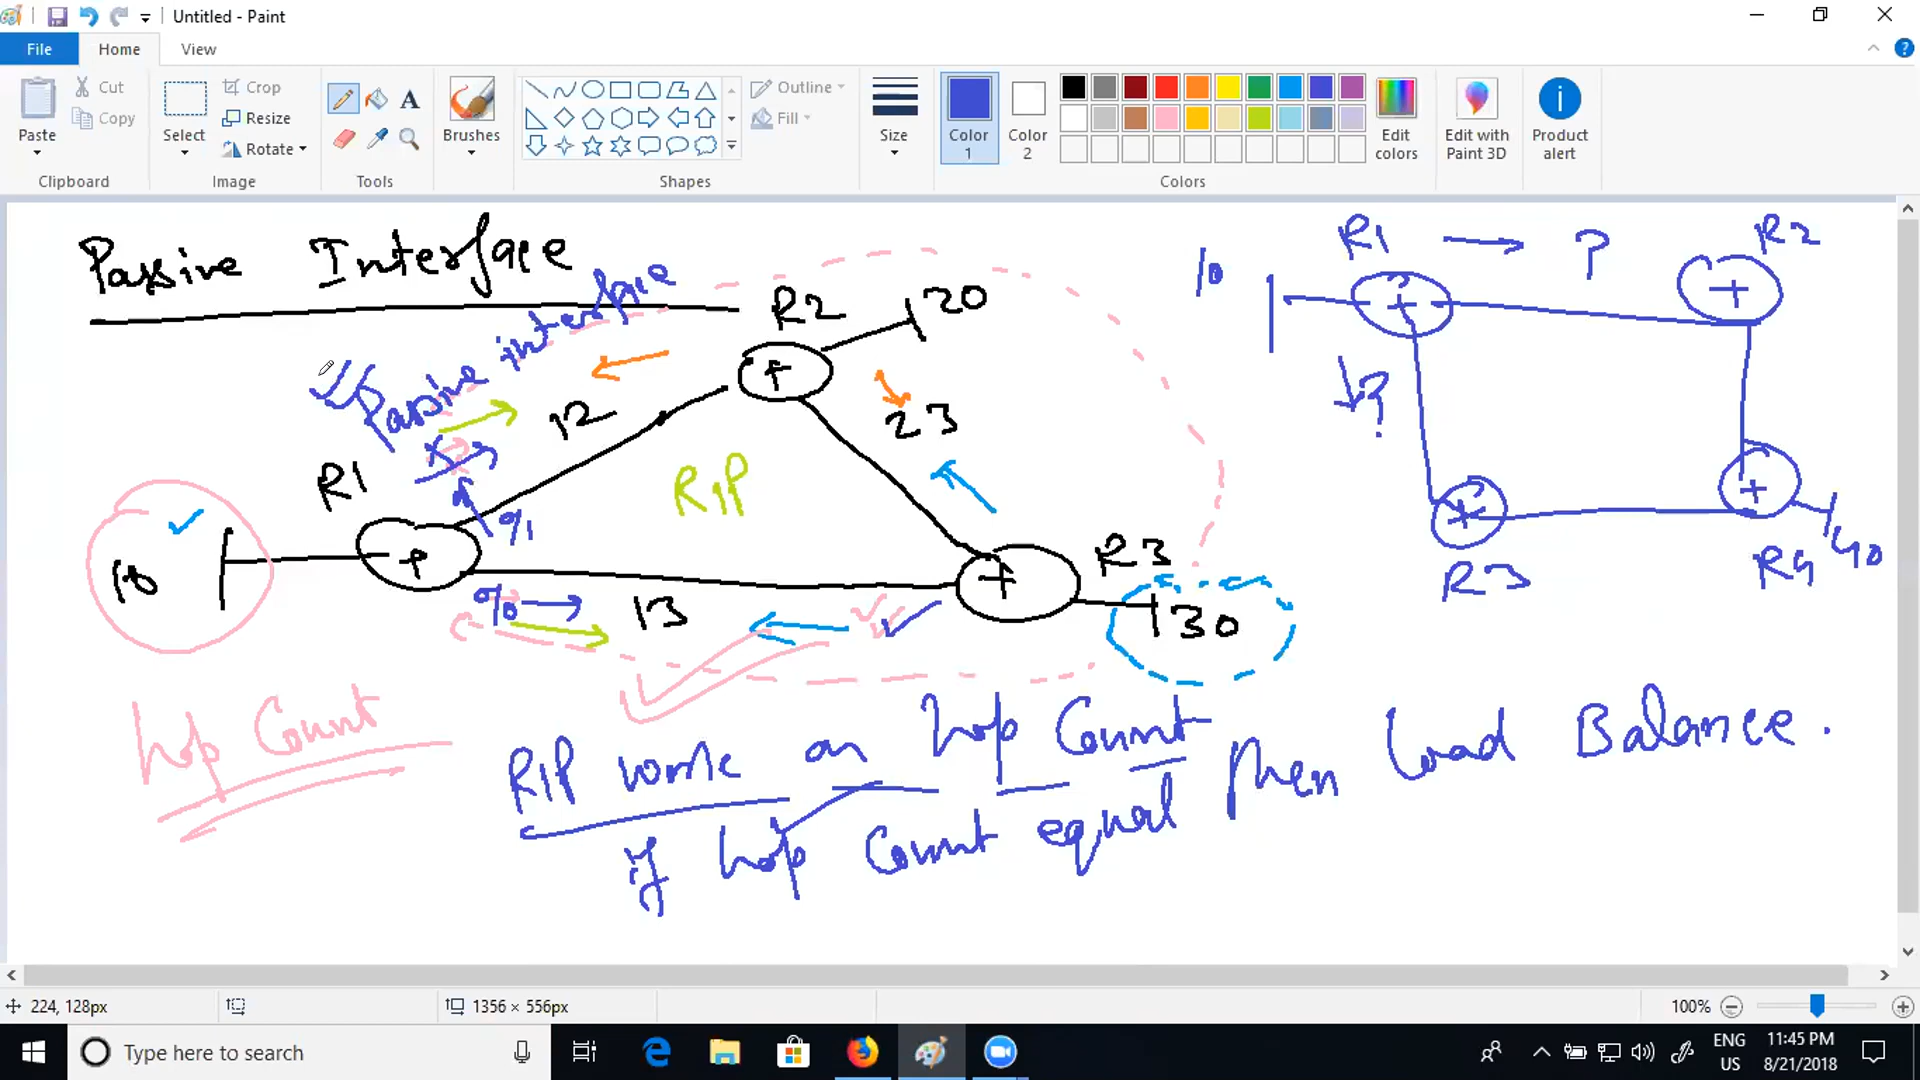 Untitled - Paint
File
Home
View
Paste
Cut
Copy
Clipboard
Select
Crop
Resize
Rotate
Image
A
Tools
Brushes
Shapes
Outline
Fill
Size
Color
1
Color
2
Edit
colors
Colors
Edit with
Paint 3D
Product
alert
Passive Interface
Passive interface
R2
20
12
23
RIP
R1
10
%
%
13
R3
30
R1
?
R2
10
?
R3
R4
40
hop Count
RIP work on hop Count
if hop Count equal then Load Balance.
224, 128px
1356 × 556px
100%
Type here to search
ENG
US
11:45 PM
8/21/2018